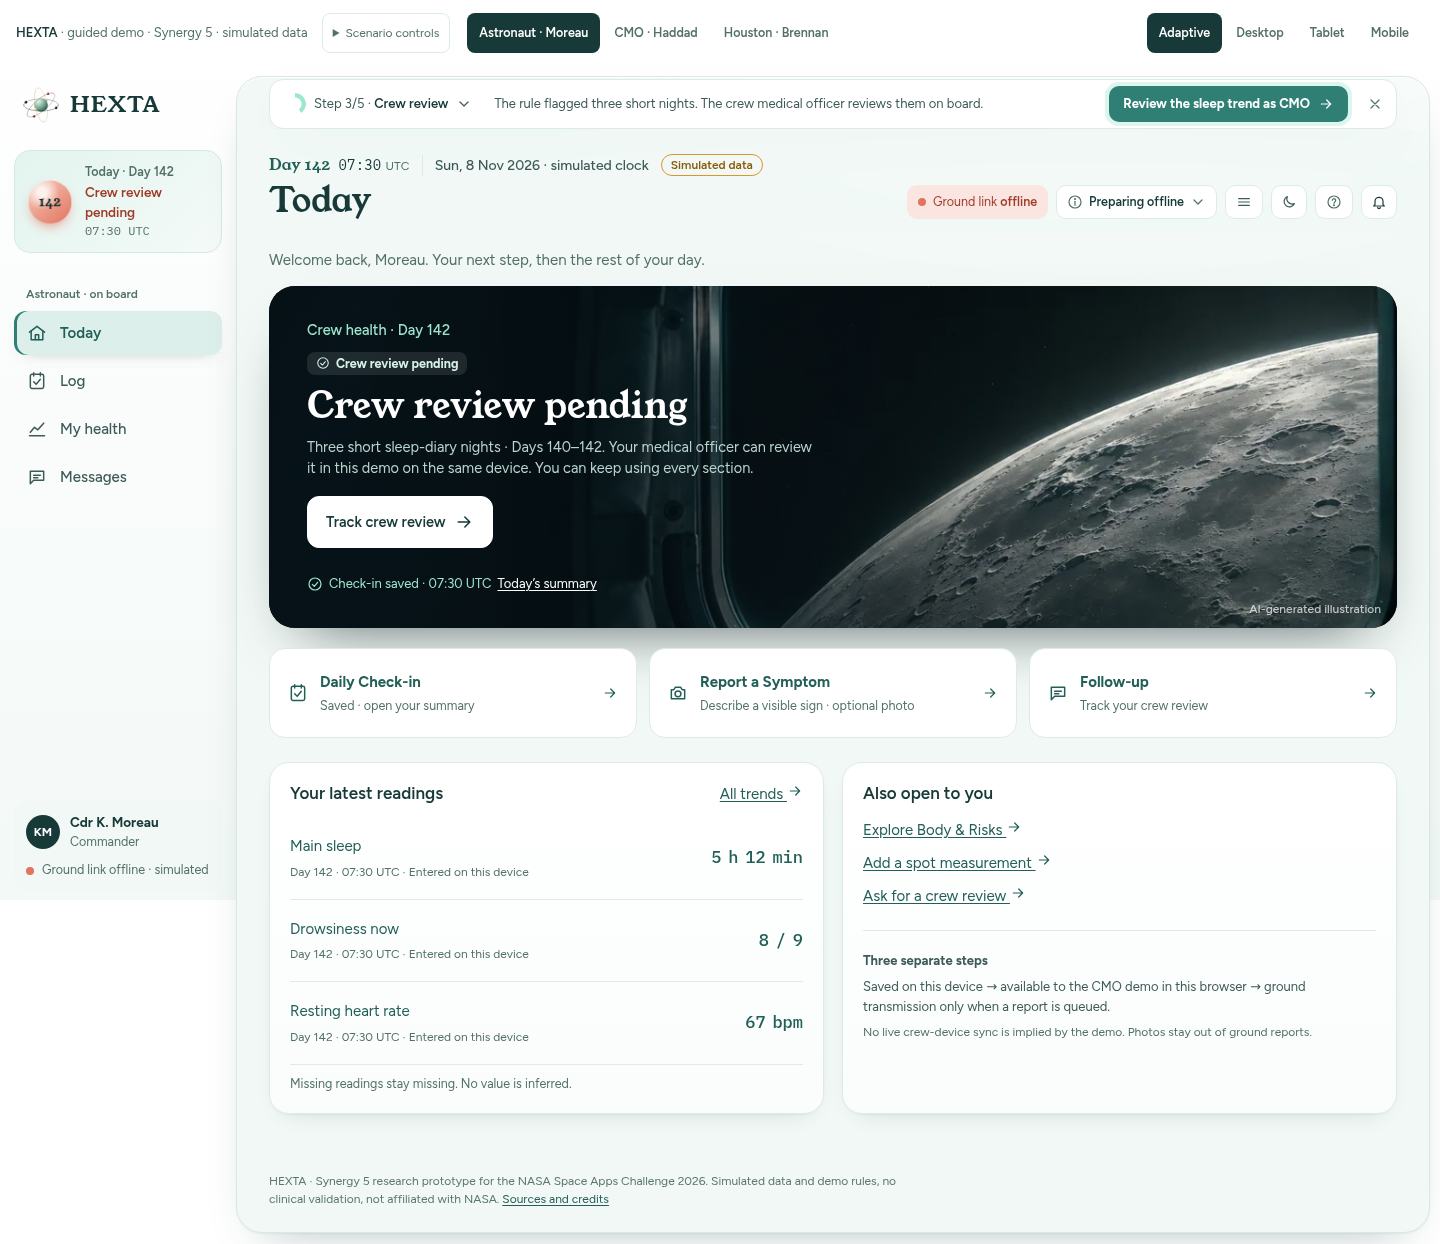 HEXTA · guided demo · Synergy 5 · simulated data
Scenario controls
Astronaut · Moreau
CMO · Haddad
Houston · Brennan
Adaptive
Desktop
Tablet
Mobile
HEXTA
Step 3/5 · Crew review
The rule flagged three short nights. The crew medical officer reviews them on board.
Review the sleep trend as CMO →
142
Today · Day 142
Crew review
pending
07:30 UTC
Day 142 07:30 UTC
Sun, 8 Nov 2026 · simulated clock
Simulated data
Today
Ground link offline
Preparing offline
Astronaut · on board
Today
Log
My health
Messages
Welcome back, Moreau. Your next step, then the rest of your day.
Crew health · Day 142
Crew review pending
Crew review pending
Three short sleep-diary nights · Days 140–142. Your medical officer can review
it in this demo on the same device. You can keep using every section.
Track crew review →
Check-in saved · 07:30 UTC Today's summary
AI-generated illustration
Daily Check-in
Saved · open your summary
Report a Symptom
Describe a visible sign · optional photo
Follow-up
Track your crew review
Your latest readings
All trends →
Main sleep
Day 142 · 07:30 UTC · Entered on this device
5 h 12 min
Drowsiness now
Day 142 · 07:30 UTC · Entered on this device
8 / 9
Resting heart rate
Day 142 · 07:30 UTC · Entered on this device
67 bpm
Missing readings stay missing. No value is inferred.
Also open to you
Explore Body & Risks →
Add a spot measurement →
Ask for a crew review →
Three separate steps
Saved on this device → available to the CMO demo in this browser → ground
transmission only when a report is queued.
No live crew-device sync is implied by the demo. Photos stay out of ground reports.
KM
Cdr K. Moreau
Commander
Ground link offline · simulated
HEXTA · Synergy 5 research prototype for the NASA Space Apps Challenge 2026. Simulated data and demo rules, no
clinical validation, not affiliated with NASA. Sources and credits